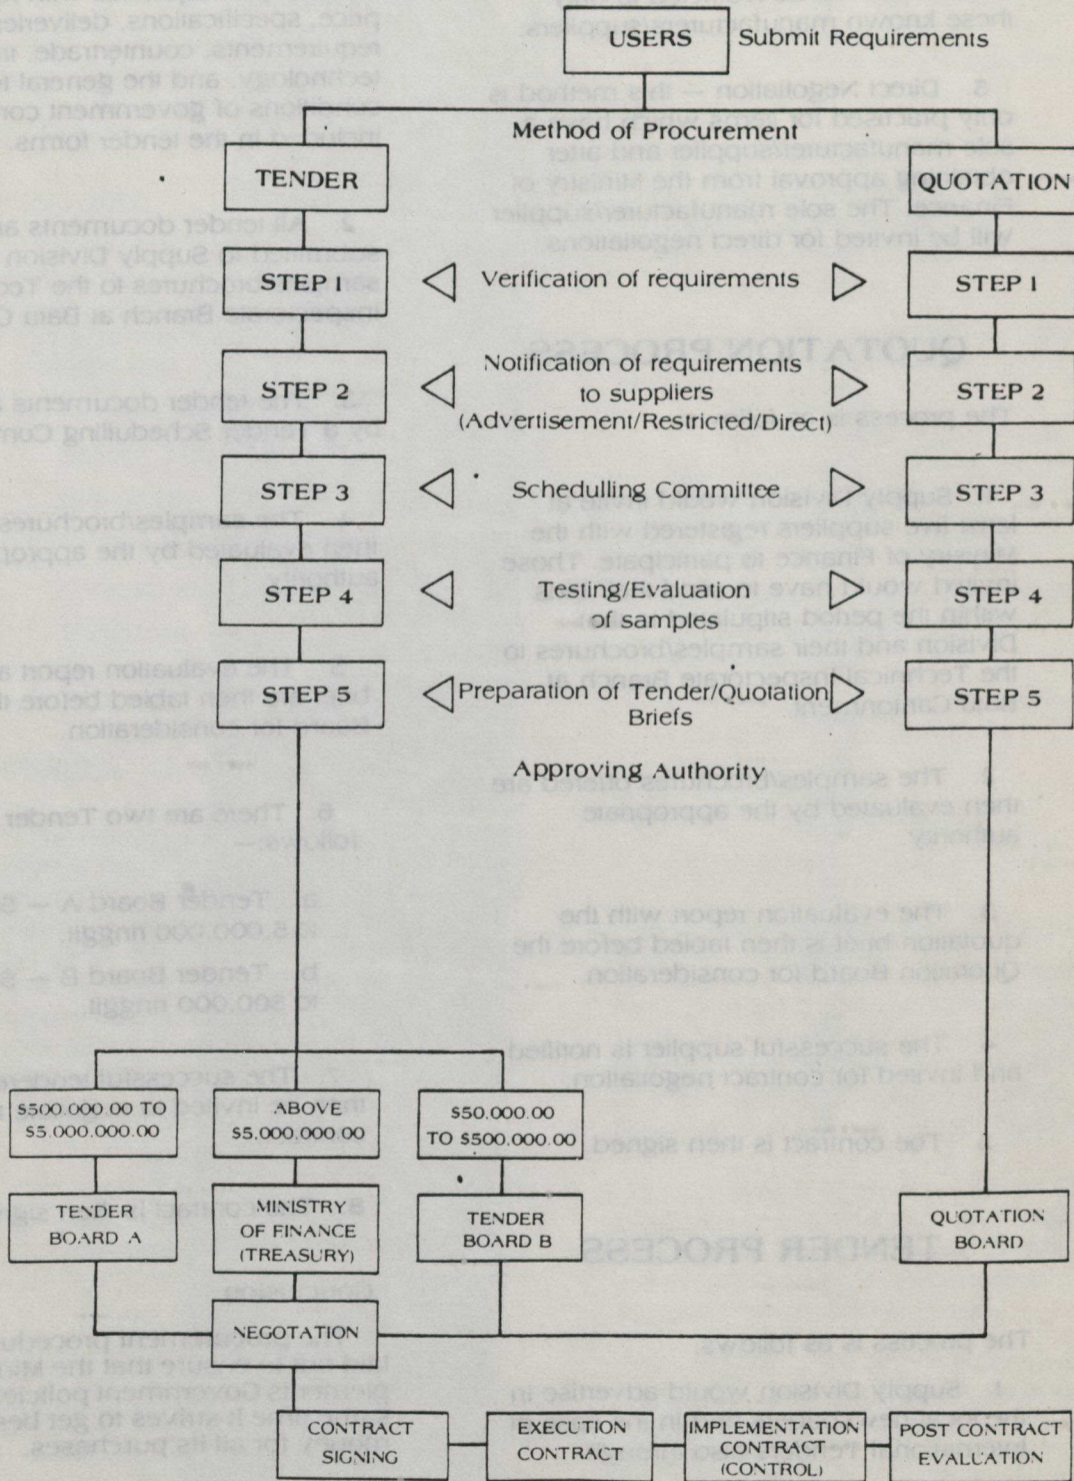 USERS Submit Requirements
Method of Procurement
TENDER QUOTATION
STEP 1 Verification of requirements STEP 1
STEP 2 Notification of requirements STEP 2
to suppliers
(Advertisement/Restricted/Direct)
STEP 3 Schedulling Committee STEP 3
STEP 4 Testing/Evaluation STEP 4
of samples
STEP 5 Preparation of Tender/Quotation STEP 5
Briefs
Approving Authority
$500.000.00 TO
$5.000.000.00
ABOVE
$5.000.000.00
$50.000.00
TO $500.000.00
TENDER
BOARD A
MINISTRY
OF FINANCE
(TREASURY)
TENDER
BOARD B
QUOTATION
BOARD
NEGOTATION
CONTRACT
SIGNING
EXECUTION
CONTRACT
IMPLEMENTATION
CONTRACT
(CONTROL)
POST CONTRACT
EVALUATION